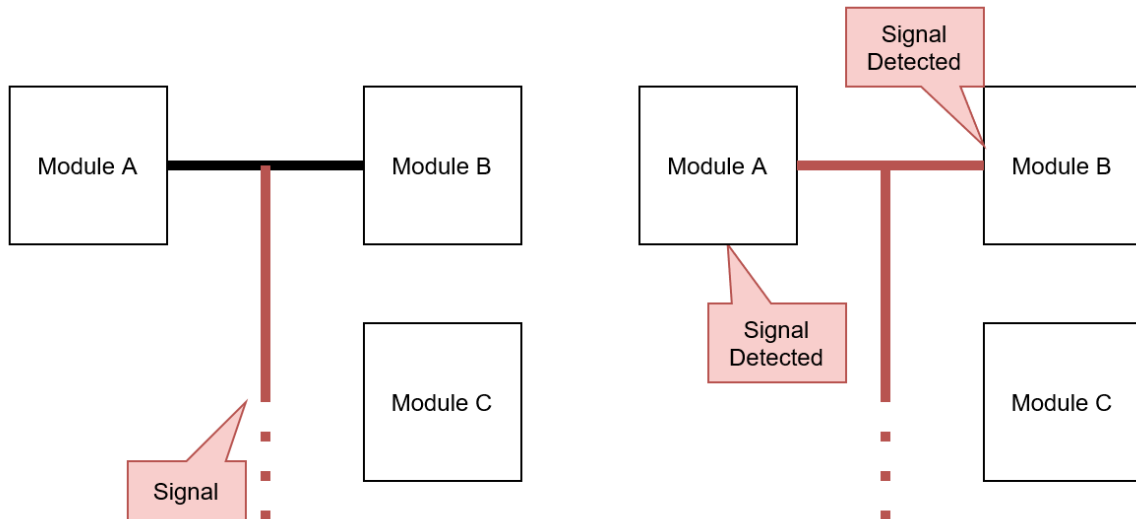 Signal
Detected
Module A
Module B
Module A
Module B
Signal
Detected
Module C
Module C
Signal